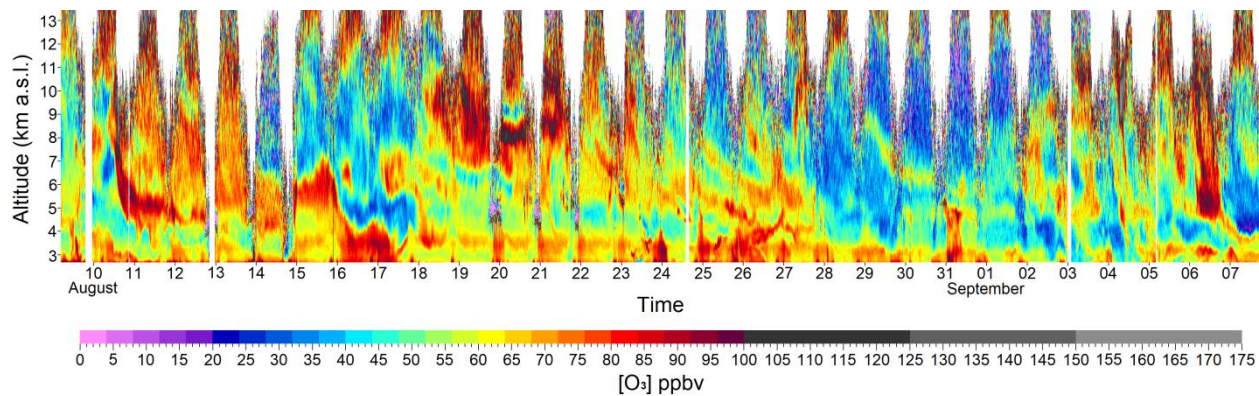 13
12
11
10
9
8
7
6
5
4
3
Altitude (km a.s.l.)
10 11 12 13 14 15 16 17 18 19 20 21 22 23 24 25 26 27 28 29 30 31 01 02 03 04 05 06 07
August September
Time
0 5 10 15 20 25 30 35 40 45 50 55 60 65 70 75 80 85 90 95 100 105 110 115 120 125 130 135 140 145 150 155 160 165 170 175
[O₃] ppbv